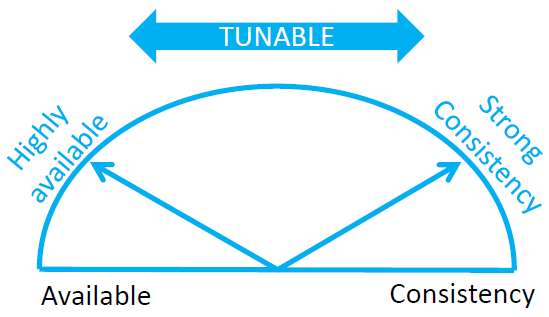 TUNABLE
Highly
available
Strong
Consistency
Available
Consistency